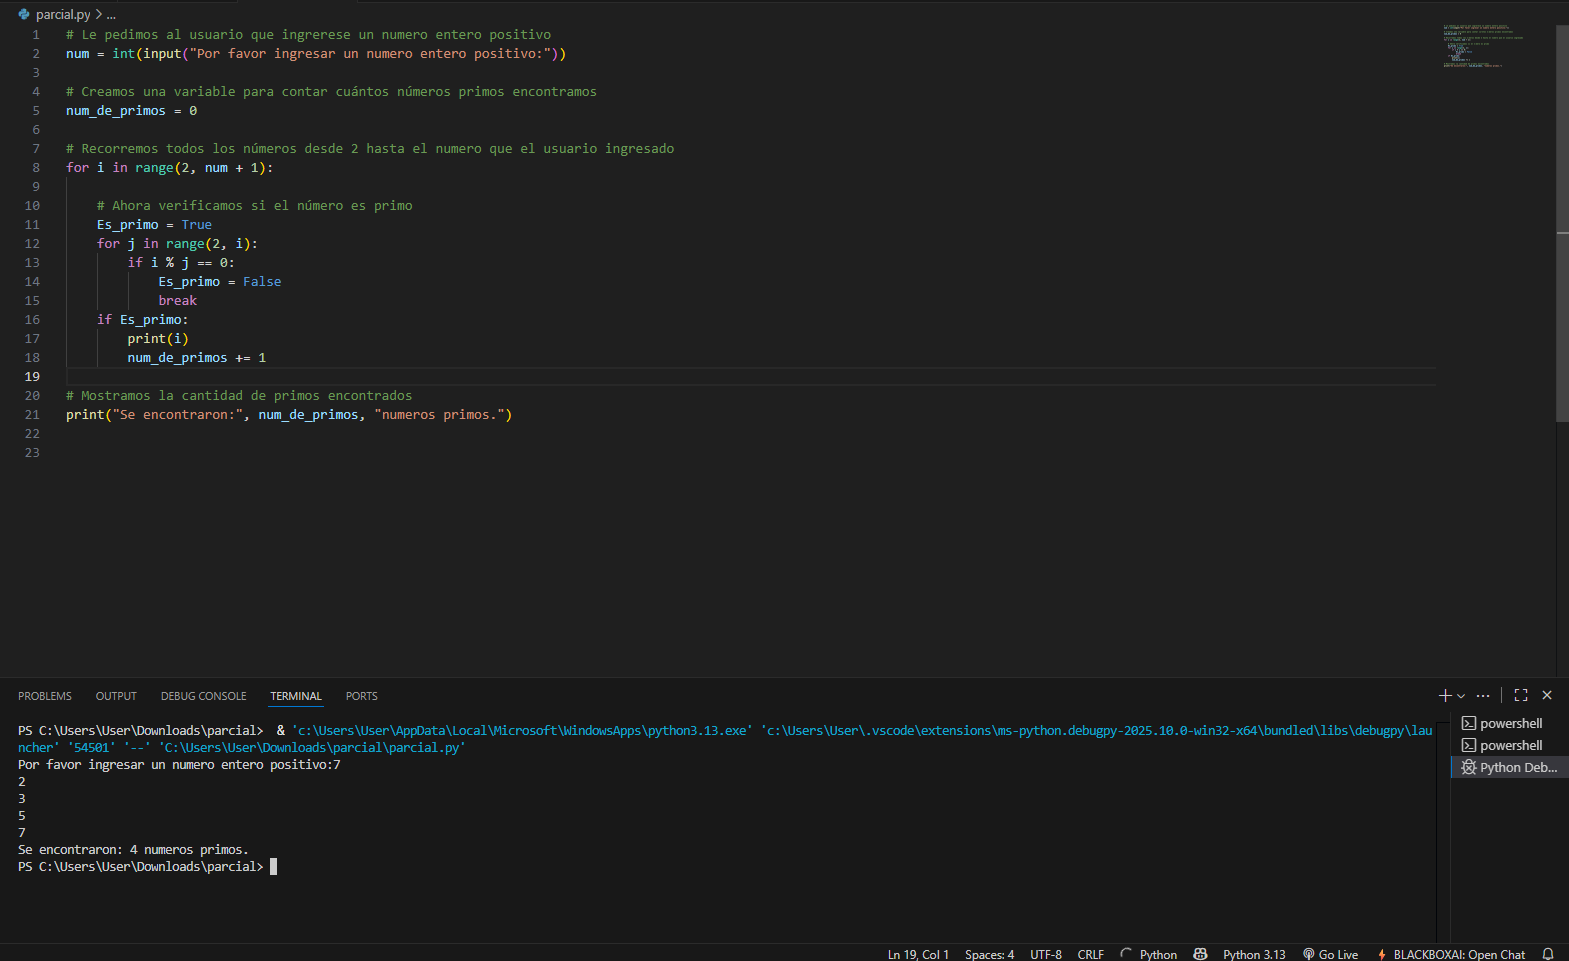 parcial.py > ...
1 # Le pedimos al usuario que ingrerese un numero entero positivo
2 num = int(input("Por favor ingresar un numero entero positivo:"))
3
4 # Creamos una variable para contar cuántos números primos encontramos
5 num_de_primos = 0
6
7 # Recorremos todos los números desde 2 hasta el numero que el usuario ingresado
8 for i in range(2, num + 1):
9
10     # Ahora verificamos si el número es primo
11     Es_primo = True
12     for j in range(2, i):
13         if i % j == 0:
14             Es_primo = False
15             break
16     if Es_primo:
17         print(i)
18         num_de_primos += 1
19
20 # Mostramos la cantidad de primos encontrados
21 print("Se encontraron:", num_de_primos, "numeros primos.")
22
23
PROBLEMS OUTPUT DEBUG CONSOLE TERMINAL PORTS
PS C:\Users\User\Downloads\parcial>  & 'c:\Users\User\AppData\Local\Microsoft\WindowsApps\python3.13.exe' 'c:\Users\User\.vscode\extensions\ms-python.debugpy-2025.10.0-win32-x64\bundled\libs\debugpy\lau
ncher' '54501' '--' 'C:\Users\User\Downloads\parcial\parcial.py'
Por favor ingresar un numero entero positivo:7
2
3
5
7
Se encontraron: 4 numeros primos.
PS C:\Users\User\Downloads\parcial>
powershell
powershell
Python Deb...
Ln 19, Col 1 Spaces: 4 UTF-8 CRLF Python Python 3.13 Go Live BLACKBOXAI: Open Chat